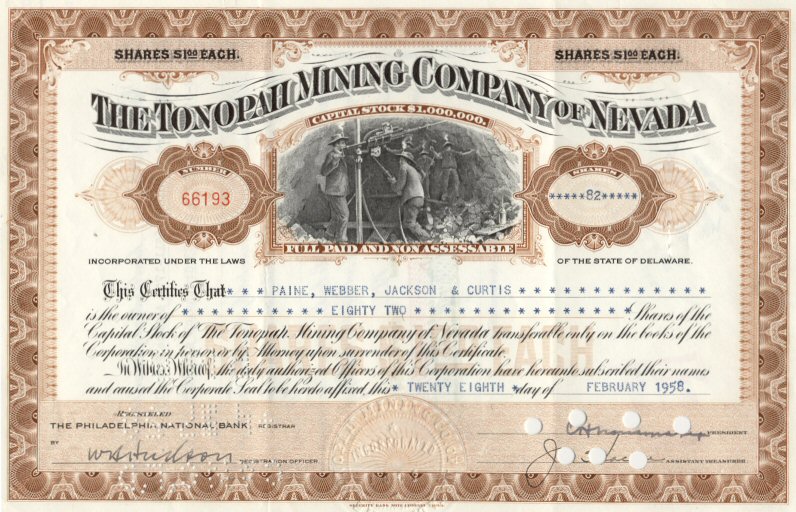 SHARES $1.00 EACH. SHARES $1.00 EACH.
THE TONOPAH MINING COMPANY OF NEVADA
CAPITAL STOCK $1,000,000.
NUMBER SHARES
66193 *****82*****
FULL PAID AND NON ASSESSABLE
INCORPORATED UNDER THE LAWS OF THE STATE OF DELAWARE.
This Certifies That * * * PAINE, WEBBER, JACKSON & CURTIS * * * * * * * * * * *
is the owner of * * * * * * * * * * EIGHTY TWO * * * * * * * * * * * * * * * Shares of the
Capital Stock of The Tonopah Mining Company of Nevada transferable only on the books of the
Corporation in person or by Attorney upon surrender of this Certificate.
In Witness Whereof, the duly authorized Officers of this Corporation have hereunto subscribed their names
and caused the Corporate Seal to be hereto affixed this * TWENTY EIGHTH * day of FEBRUARY 1958.
REGISTERED
THE PHILADELPHIA NATIONAL BANK, REGISTRAR
PRESIDENT
BY W Hudson REGISTRATION OFFICER
ASSISTANT TREASURER
SECURITY BANK NOTE COMPANY